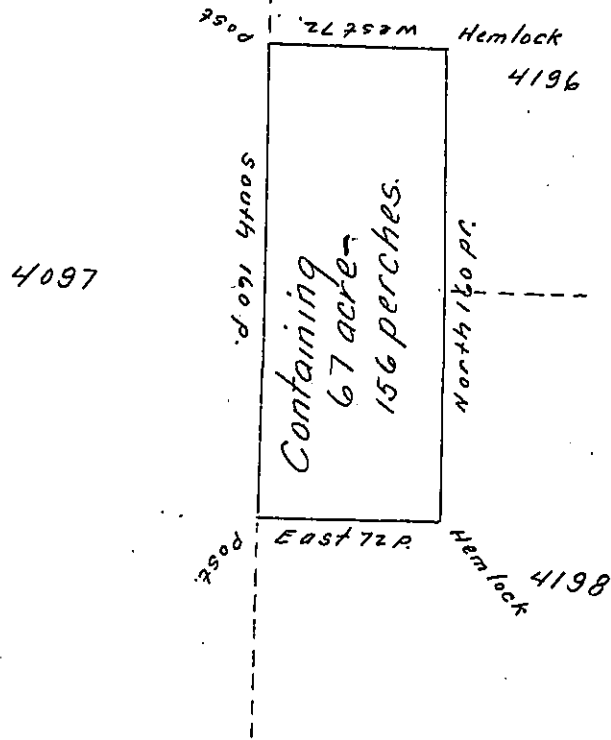 Post
West 72.
Hemlock
4196
South 160 p.
4097
Containing
67 acre
156 perches.
North 160 pr.
Post.
East 72 P.
Hemlock
4198